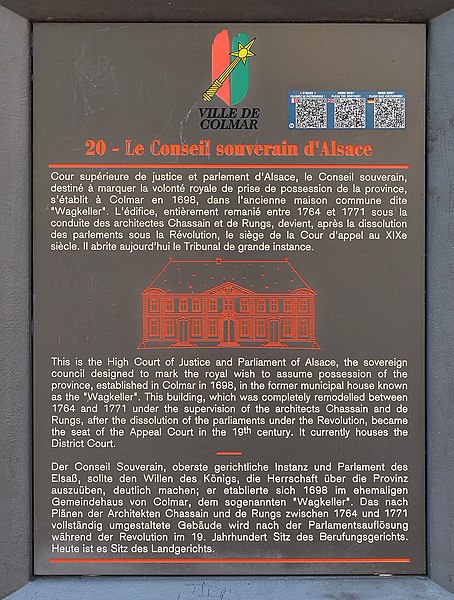 VILLE DE
COLMAR
20 - Le Conseil souverain d'Alsace
Cour supérieure de justice et parlement d'Alsace, le Conseil souverain,
destiné à marquer la volonté royale de prise de possession de la province,
s'établit à Colmar en 1698, dans l'ancienne maison commune dite
"Wagkeller". L'édifice, entièrement remanié entre 1764 et 1771 sous la
conduite des architectes Chassain et de Rungs, devient, après la dissolution
des parlements sous la Révolution, le siège de la Cour d'appel au XIXe
siècle. Il abrite aujourd'hui le Tribunal de grande instance.
This is the High Court of Justice and Parliament of Alsace, the sovereign
council designed to mark the royal wish to assume possession of the
province, established in Colmar in 1698, in the former municipal house known
as the "Wagkeller". This building, which was completely remodelled between
1764 and 1771 under the supervision of the architects Chassain and de
Rungs, after the dissolution of the parliaments under the Revolution, became
the seat of the Appeal Court in the 19th century. It currently houses the
District Court.
Der Conseil Souverain, oberste gerichtliche Instanz und Parlament des
Elsaß, sollte den Willen des Königs, die Herrschaft über die Provinz
auszuüben, deutlich machen; er etablierte sich 1698 im ehemaligen
Gemeindehaus von Colmar, dem sogenannten "Wagkeller". Das nach
Plänen der Architekten Chassain und de Rungs zwischen 1764 und 1771
vollständig umgestaltete Gebäude wird nach der Parlamentsauflösung
während der Revolution im 19. Jahrhundert Sitz des Berufungsgerichts.
Heute ist es Sitz des Landgerichts.